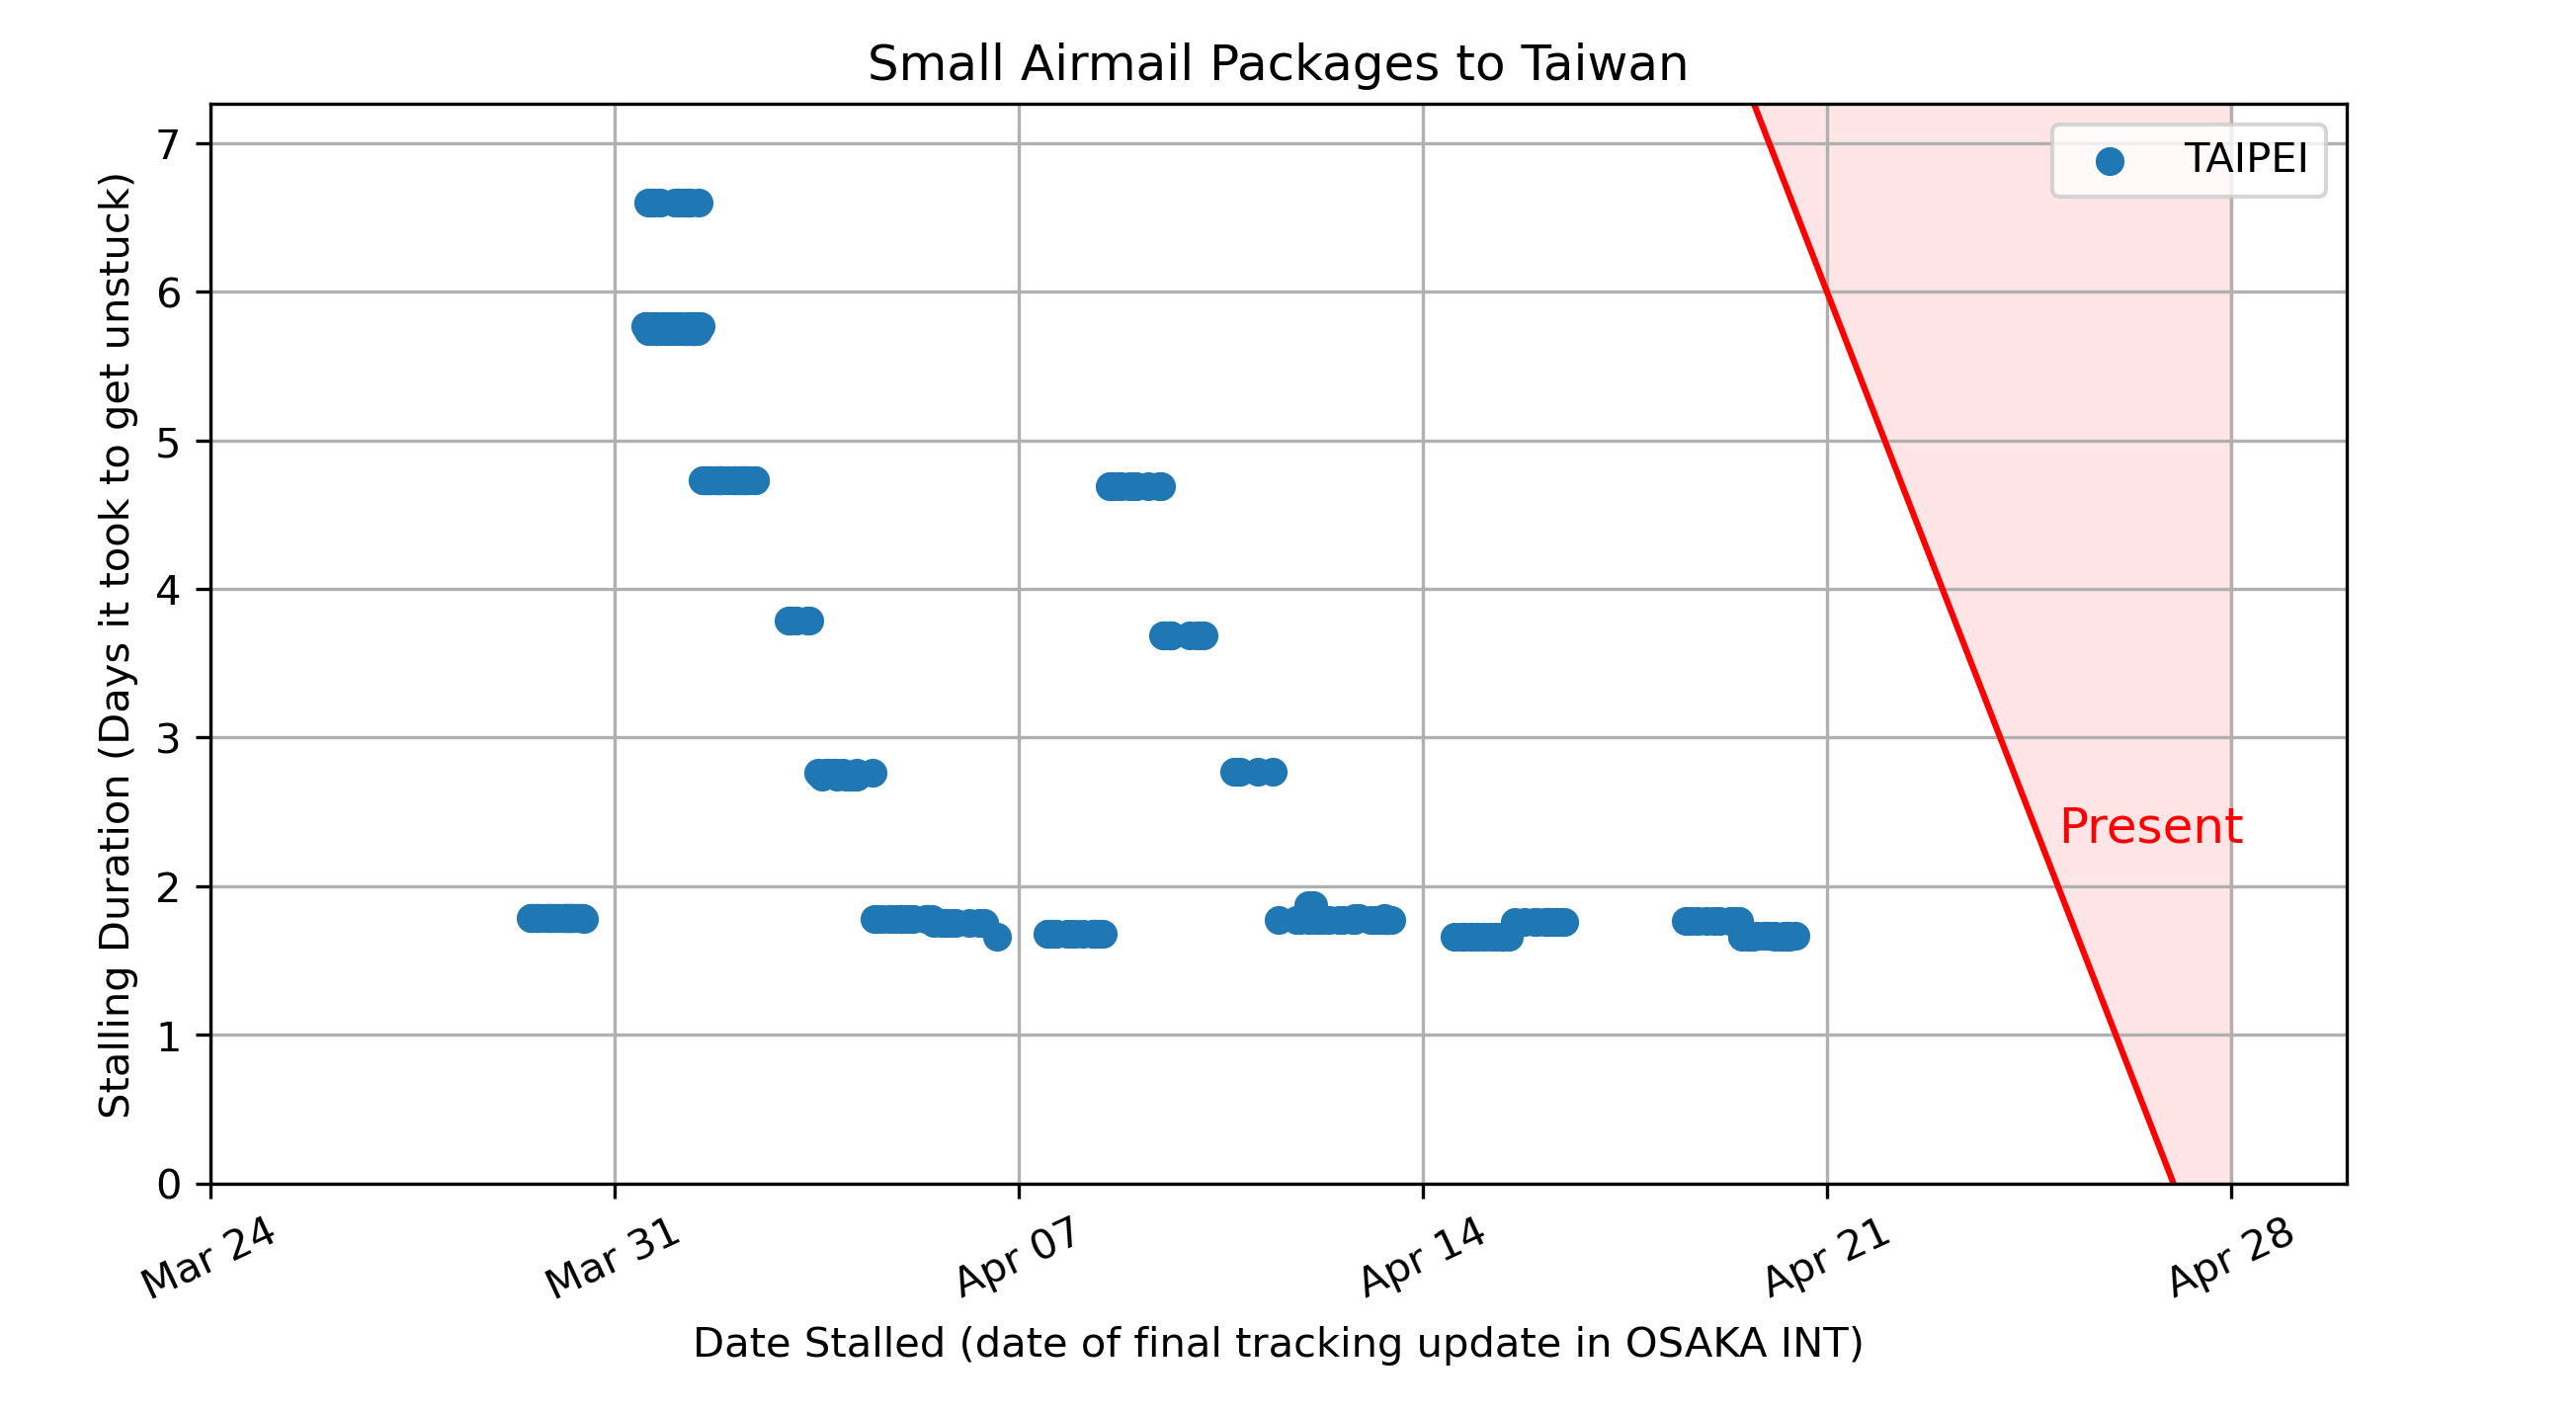 Small Airmail Packages to Taiwan
TAIPEI
Stalling Duration (Days it took to get unstuck)
7
6
5
4
3
2
1
0
Present
Mar 24
Mar 31
Apr 07
Apr 14
Apr 21
Apr 28
Date Stalled (date of final tracking update in OSAKA INT)